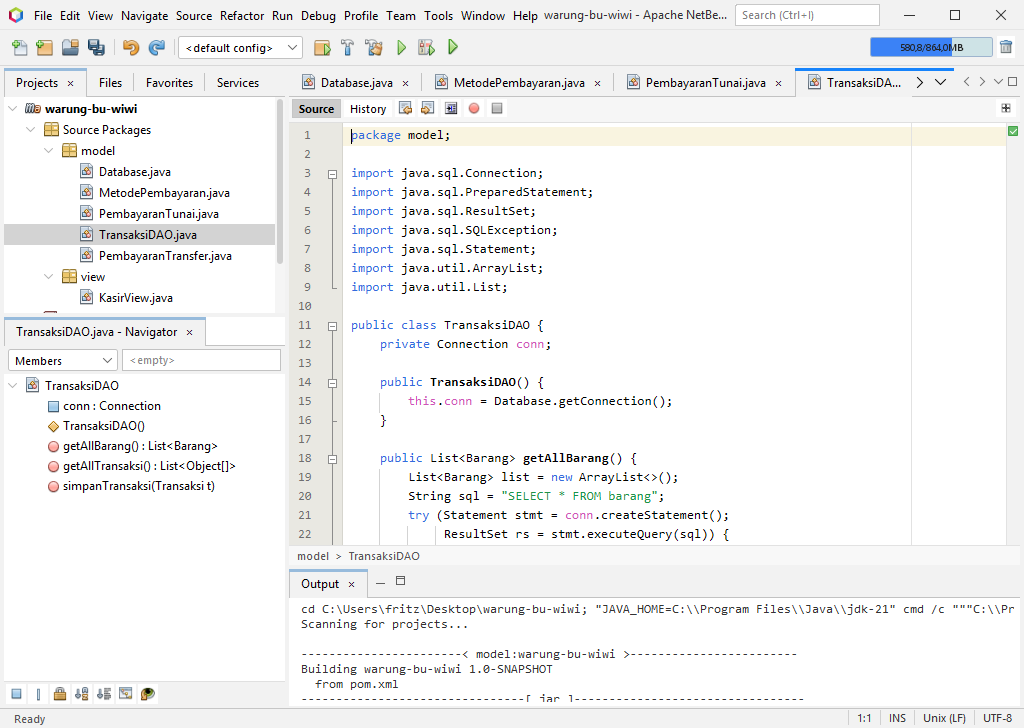 File Edit View Navigate Source Refactor Run Debug Profile Team Tools Window Help warung-bu-wiwi - Apache NetBe... Search (Ctrl+I)
<default config> 580,8/864,0MB
Projects × Files Favorites Services
Database.java × MetodePembayaran.java × PembayaranTunai.java × TransaksiDA...
warung-bu-wiwi
Source Packages
model
Database.java
MetodePembayaran.java
PembayaranTunai.java
TransaksiDAO.java
PembayaranTransfer.java
view
KasirView.java
TransaksiDAO.java - Navigator ×
Members <empty>
TransaksiDAO
conn : Connection
TransaksiDAO()
getAllBarang() : List<Barang>
getAllTransaksi() : List<Object[]>
simpanTransaksi(Transaksi t)
Source History
1 package model;
2
3 import java.sql.Connection;
4 import java.sql.PreparedStatement;
5 import java.sql.ResultSet;
6 import java.sql.SQLException;
7 import java.sql.Statement;
8 import java.util.ArrayList;
9 import java.util.List;
10
11 public class TransaksiDAO {
12 private Connection conn;
13
14 public TransaksiDAO() {
15 this.conn = Database.getConnection();
16 }
17
18 public List<Barang> getAllBarang() {
19 List<Barang> list = new ArrayList<>();
20 String sql = "SELECT * FROM barang";
21 try (Statement stmt = conn.createStatement();
22 ResultSet rs = stmt.executeQuery(sql)) {
model > TransaksiDAO
Output ×
cd C:\Users\fritz\Desktop\warung-bu-wiwi; "JAVA_HOME=C:\\Program Files\\Java\\jdk-21" cmd /c """C:\\Pr
Scanning for projects...
-----------------------< model:warung-bu-wiwi >------------------------
Building warung-bu-wiwi 1.0-SNAPSHOT
from pom.xml
--------------------------------[ jar ]---------------------------------
Ready 1:1 INS Unix (LF) UTF-8